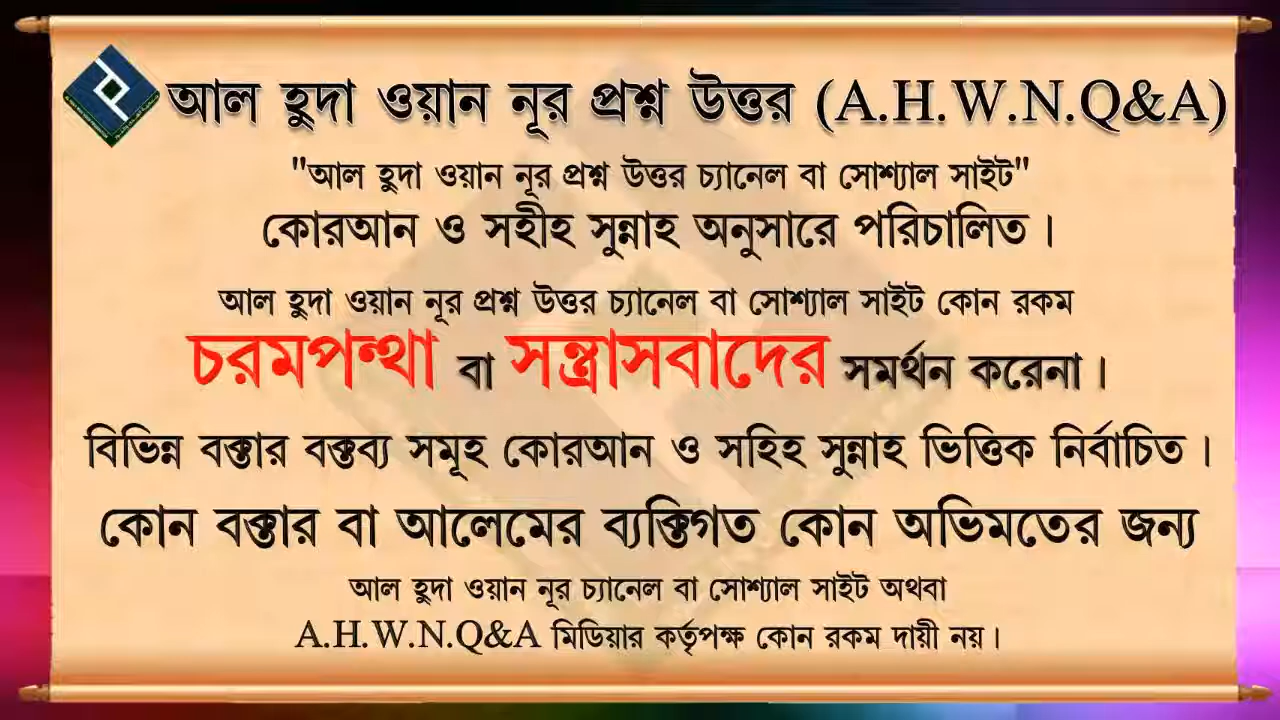 আল হুদা ওয়ান নূর প্রশ্ন উত্তর (A.H.W.N.Q&A)
"আল হুদা ওয়ান নূর প্রশ্ন উত্তর চ্যানেল বা সোশ্যাল সাইট"
কোরআন ও সহীহ সুন্নাহ অনুসারে পরিচালিত।
আল হুদা ওয়ান নূর প্রশ্ন উত্তর চ্যানেল বা সোশ্যাল সাইট কোন রকম
চরমপন্থা বা সন্ত্রাসবাদের সমর্থন করেনা।
বিভিন্ন বক্তার বক্তব্য সমূহ কোরআন ও সহিহ সুন্নাহ ভিত্তিক নির্বাচিত।
কোন বক্তার বা আলেমের ব্যক্তিগত কোন অভিমতের জন্য
আল হুদা ওয়ান নূর চ্যানেল বা সোশ্যাল সাইট অথবা
A.H.W.N.Q&A মিডিয়ার কর্তৃপক্ষ কোন রকম দায়ী নয়।